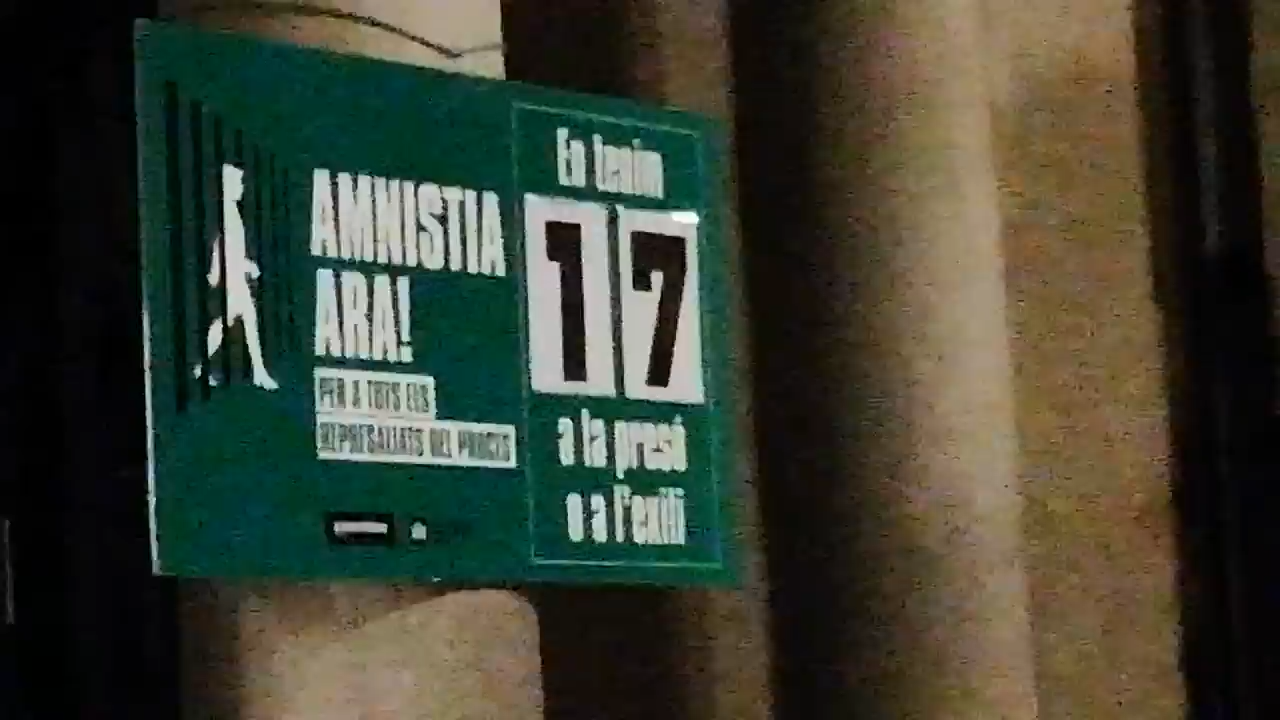 AMNISTIA
ARA!
PER A TOTS ELS
REPRESALIATS DEL PROCÉS
En tenim
17
a la presó
o a l'exili